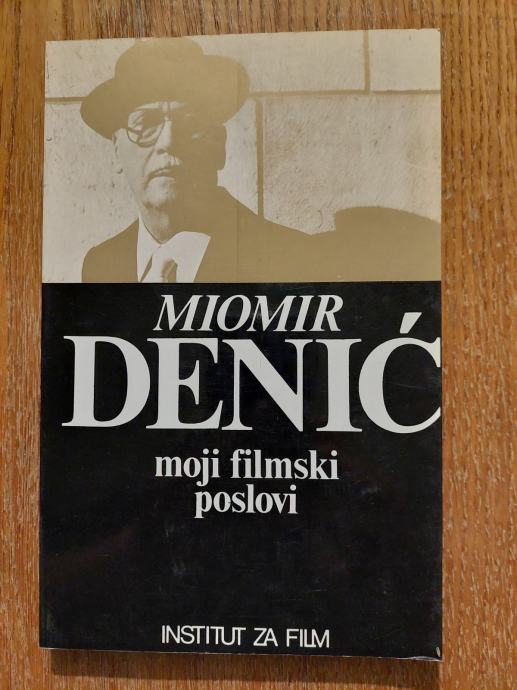 MIOMIR
DENIĆ
moji filmski
poslovi
INSTITUT ZA FILM